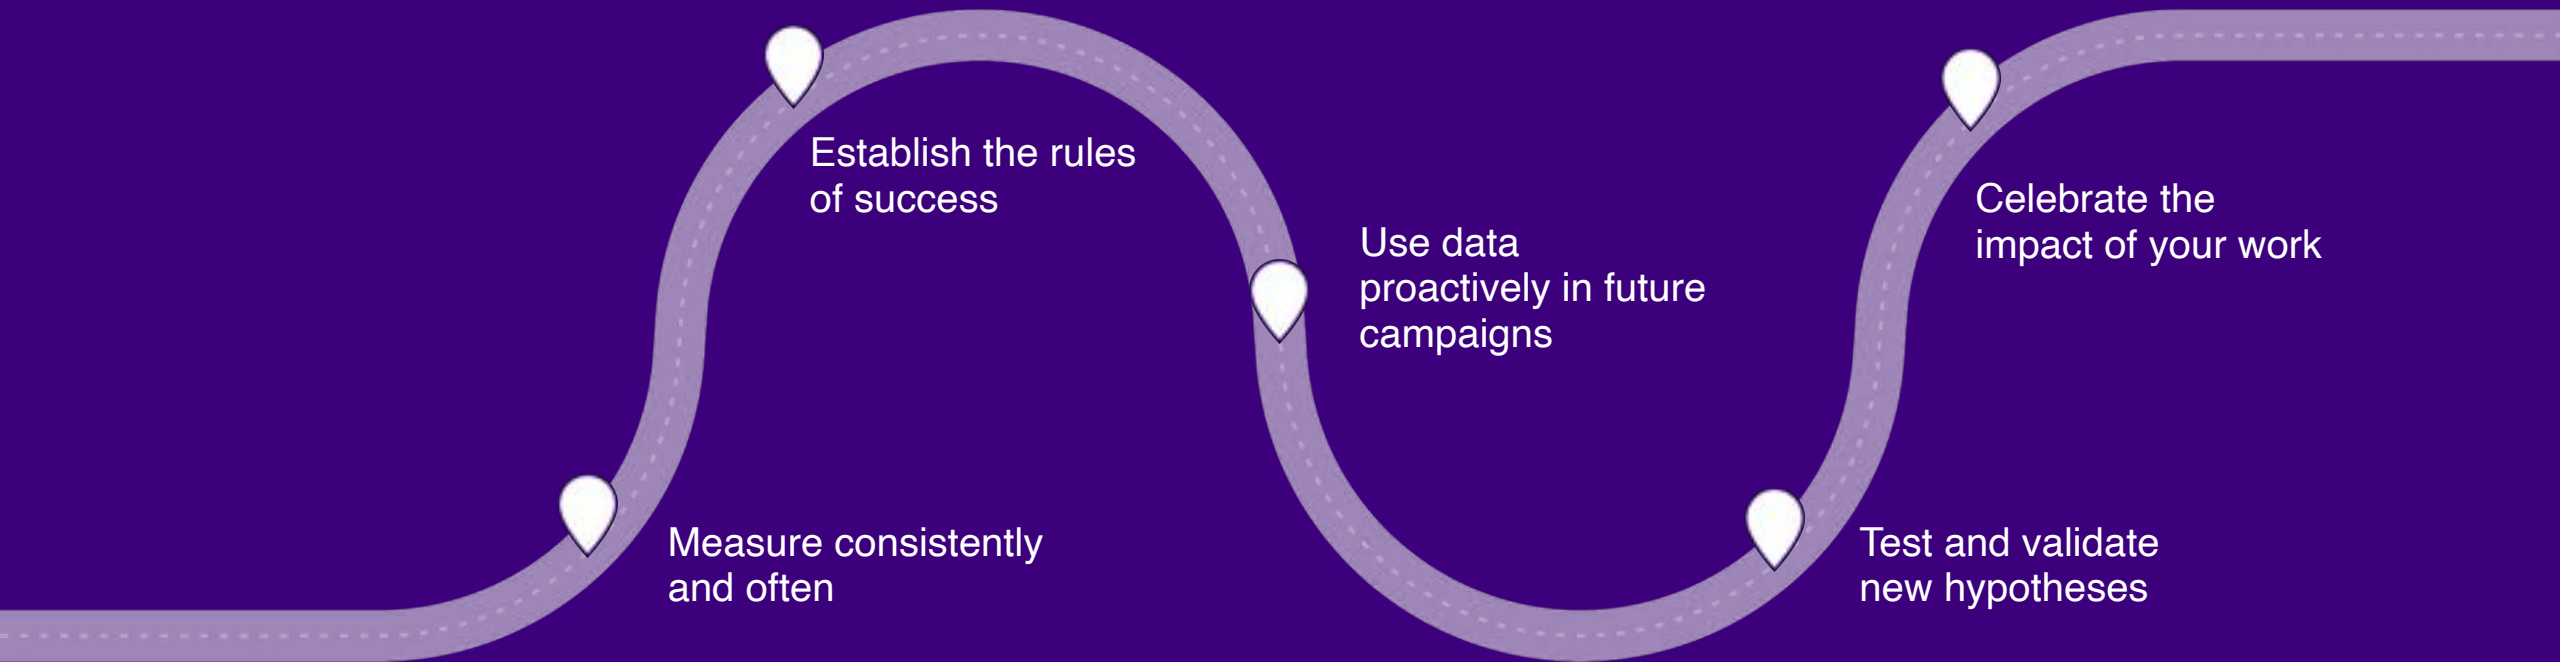 Measure consistently
and often
Establish the rules
of success
Use data
proactively in future
campaigns
Test and validate
new hypotheses
Celebrate the
impact of your work